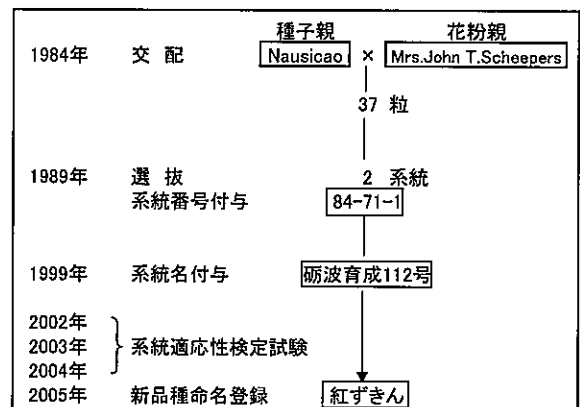 種子親 花粉親
1984年 交 配 Nausicao × Mrs.John T.Scheepers
37 粒
1989年 選 抜 2 系統
系統番号付与 84-71-1
1999年 系統名付与 砺波育成112号
2002年
2003年 系統適応性検定試験
2004年
2005年 新品種命名登録 紅ずきん